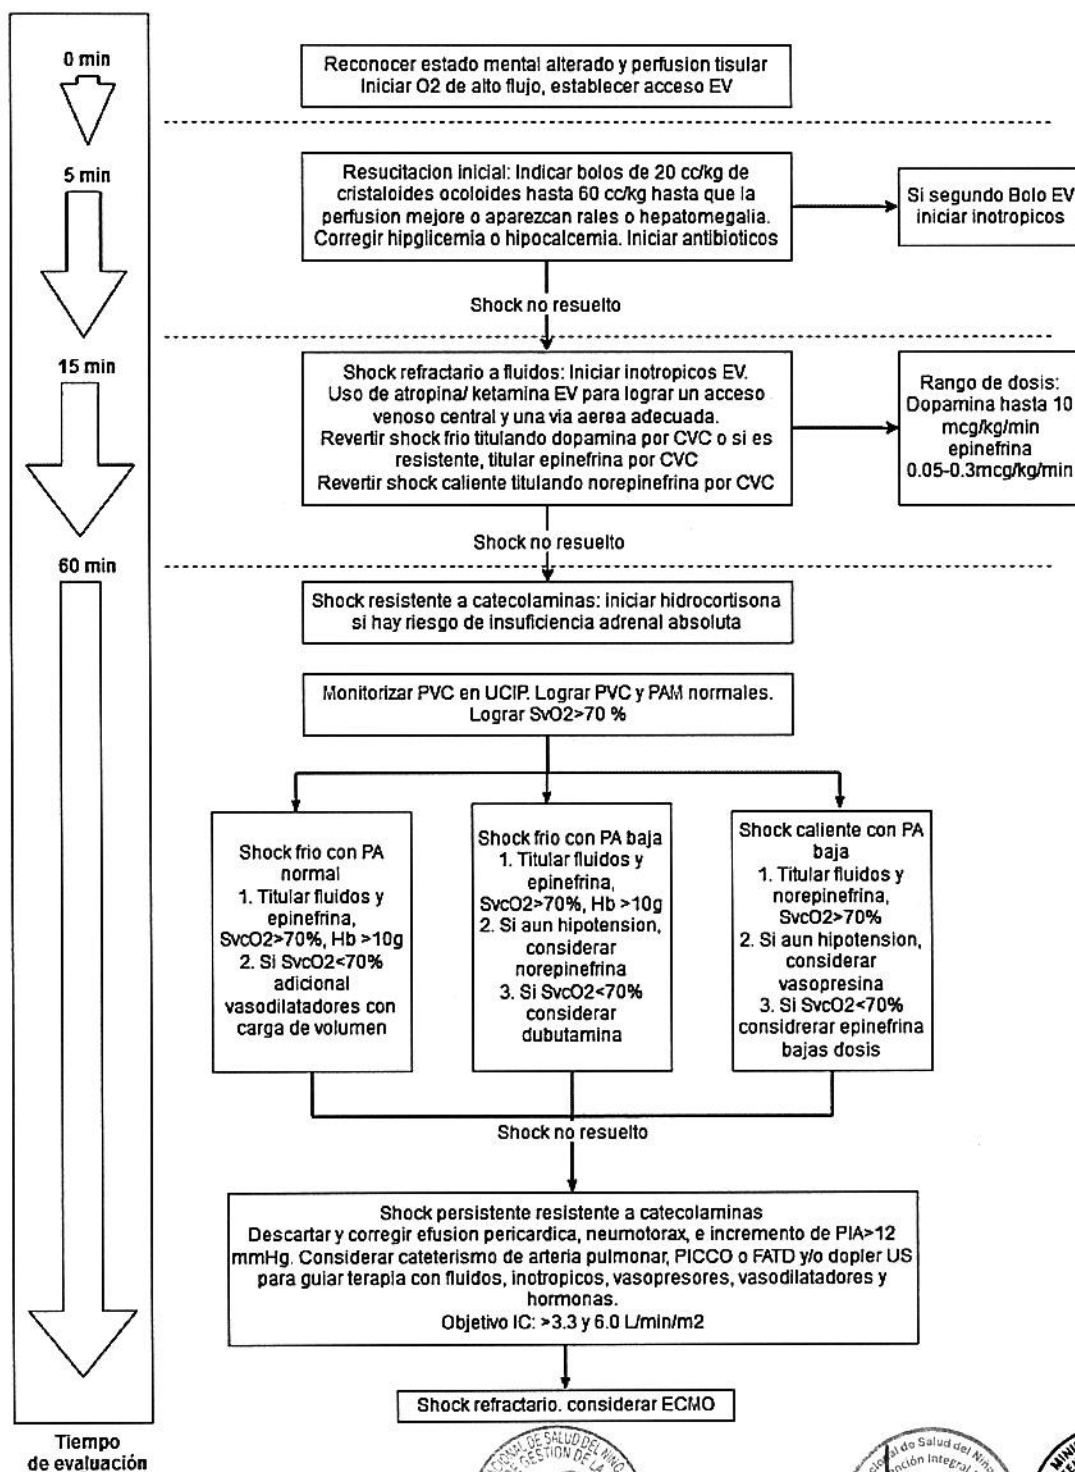 0 min
Reconocer estado mental alterado y perfusion tisular
Iniciar O2 de alto flujo, establecer acceso EV
5 min
Resucitacion inicial: Indicar bolos de 20 cc/kg de
cristaloides ocoloides hasta 60 cc/kg hasta que la
perfusion mejore o aparezcan rales o hepatomegalia.
Corregir hipglicemia o hipocalcemia. Iniciar antibioticos
Si segundo Bolo EV
iniciar inotropicos
Shock no resuelto
15 min
Shock refractario a fluidos: Iniciar inotropicos EV.
Uso de atropina/ ketamina EV para lograr un acceso
venoso central y una via aerea adecuada.
Revertir shock frio titulando dopamina por CVC o si es
resistente, titular epinefrina por CVC
Revertir shock caliente titulando norepinefrina por CVC
Rango de dosis:
Dopamina hasta 10
mcg/kg/min
epinefrina
0.05-0.3mcg/kg/min
Shock no resuelto
60 min
Shock resistente a catecolaminas: iniciar hidrocortisona
si hay riesgo de insuficiencia adrenal absoluta
Monitorizar PVC en UCIP. Lograr PVC y PAM normales.
Lograr SvO2>70 %
Shock frio con PA
normal
1. Titular fluidos y
epinefrina,
SvcO2>70%, Hb >10g
2. Si SvcO2<70%
adicional
vasodilatadores con
carga de volumen
Shock frio con PA baja
1. Titular fluidos y
epinefrina,
SvcO2>70%, Hb >10g
2. Si aun hipotension,
considerar
norepinefrina
3. Si SvcO2<70%
considerar
dubutamina
Shock caliente con PA
baja
1. Titular fluidos y
norepinefrina,
SvcO2>70%
2. Si aun hipotension,
considerar
vasopresina
3. Si SvcO2<70%
considrerar epinefrina
bajas dosis
Shock no resuelto
Shock persistente resistente a catecolaminas
Descartar y corregir efusion pericardica, neumotorax, e incremento de PIA>12
mmHg. Considerar cateterismo de arteria pulmonar, PICCO o FATD y/o dopler US
para guiar terapia con fluidos, inotropicos, vasopresores, vasodilatadores y
hormonas.
Objetivo IC: >3.3 y 6.0 L/min/m2
Shock refractario. considerar ECMO
Tiempo
de evaluación
DE SALUD DEL NIÑO
GESTION DE LA
de Salud del Niño
Integral